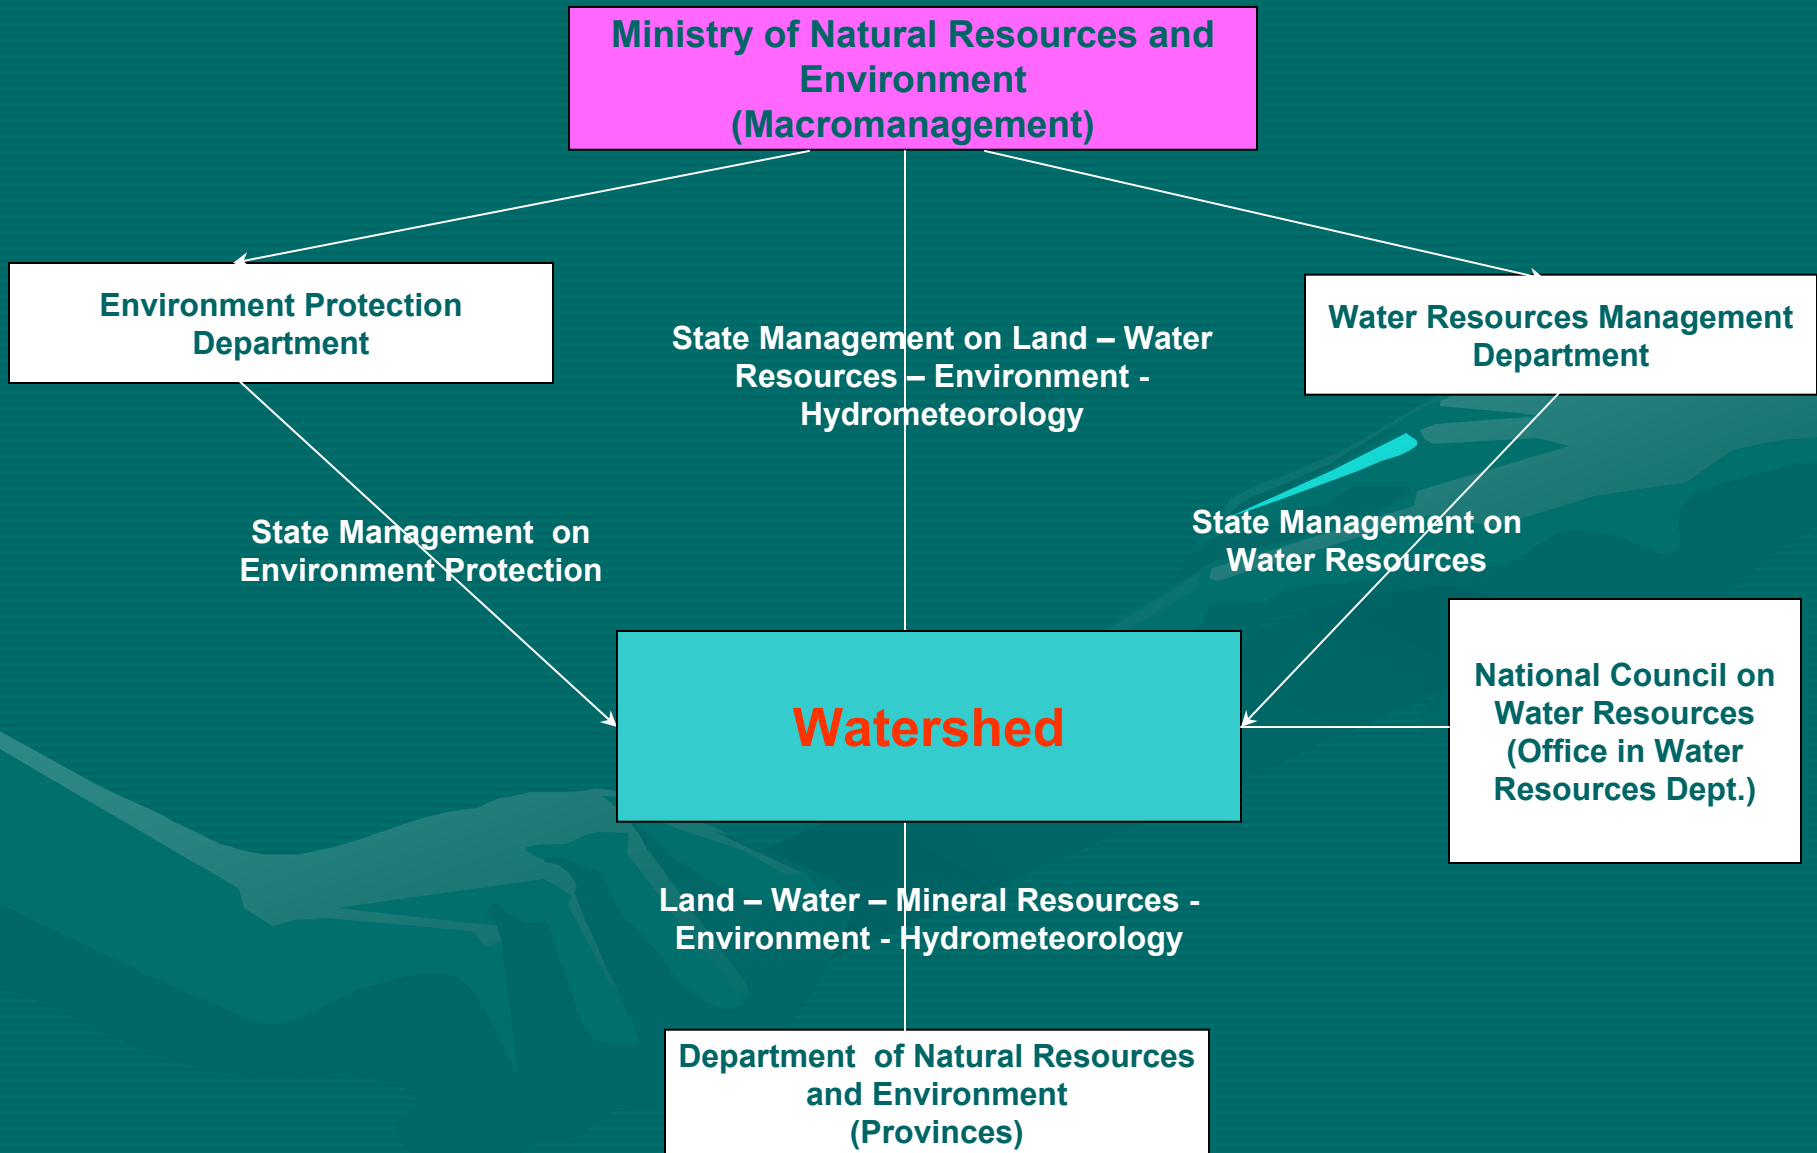 Ministry of Natural Resources and
Environment
(Macromanagement)
Environment Protection
Department
State Management on Land – Water
Resources – Environment -
Hydrometeorology
Water Resources Management
Department
State Management  on
Environment Protection
State Management on
Water Resources
Watershed
National Council on
Water Resources
(Office in Water
Resources Dept.)
Land – Water – Mineral Resources -
Environment - Hydrometeorology
Department  of Natural Resources
and Environment
(Provinces)